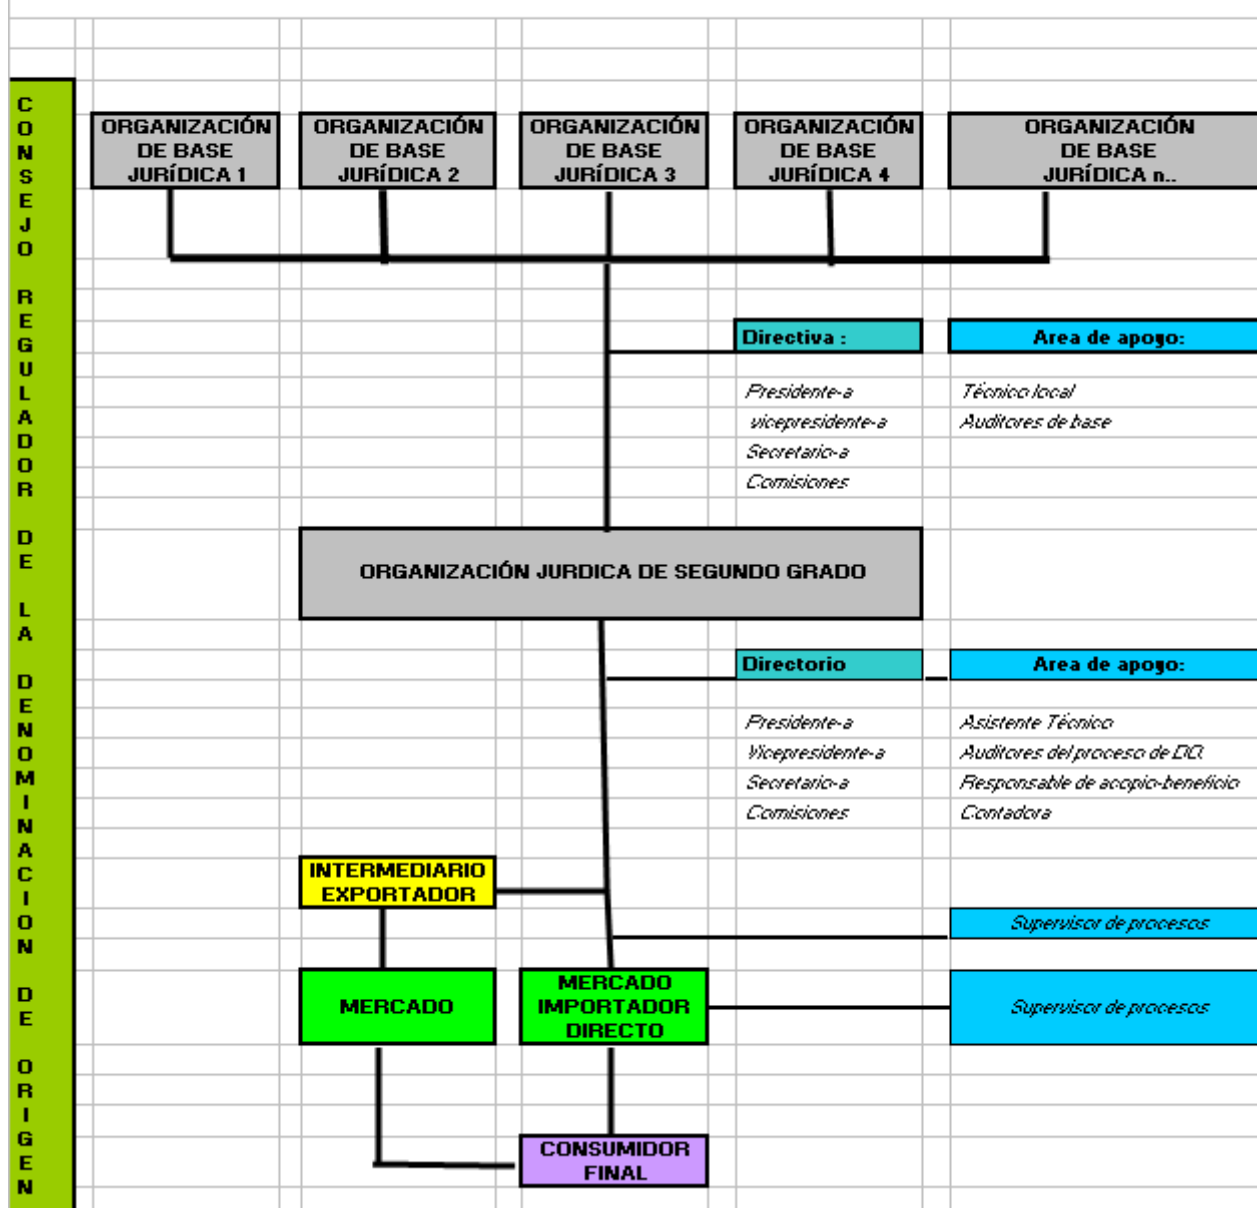 CONSEJO REGULADOR DE LA DENOMINACION DE ORIGEN
ORGANIZACIÓN
DE BASE
JURÍDICA 1
ORGANIZACIÓN
DE BASE
JURÍDICA 2
ORGANIZACIÓN
DE BASE
JURÍDICA 3
ORGANIZACIÓN
DE BASE
JURÍDICA 4
ORGANIZACIÓN
DE BASE
JURÍDICA n..
Directiva :
Presidente-a
vicepresidente-a
Secretario-a
Comisiones
Area de apoyo:
Técnico local
Auditores de base
ORGANIZACIÓN JURDICA DE SEGUNDO GRADO
Directorio
Presidente-a
Vicepresidente-a
Secretario-a
Comisiones
Area de apoyo:
Asistente Técnico
Auditores del proceso de DO.
Responsable de acopio-beneficio
Contadora
INTERMEDIARIO
EXPORTADOR
Supervisor de procesos
MERCADO
MERCADO
IMPORTADOR
DIRECTO
Supervisor de procesos
CONSUMIDOR
FINAL